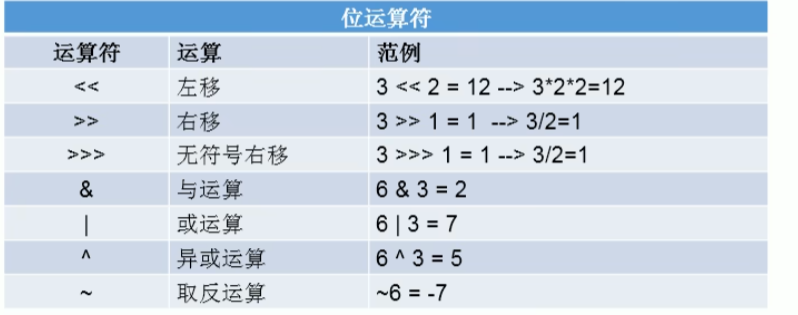 位运算符
运算符 运算 范例
<< 左移 3 << 2 = 12 --> 3*2*2=12
>> 右移 3 >> 1 = 1 --> 3/2=1
>>> 无符号右移 3 >>> 1 = 1 --> 3/2=1
& 与运算 6 & 3 = 2
| 或运算 6 | 3 = 7
^ 异或运算 6 ^ 3 = 5
~ 取反运算 ~6 = -7